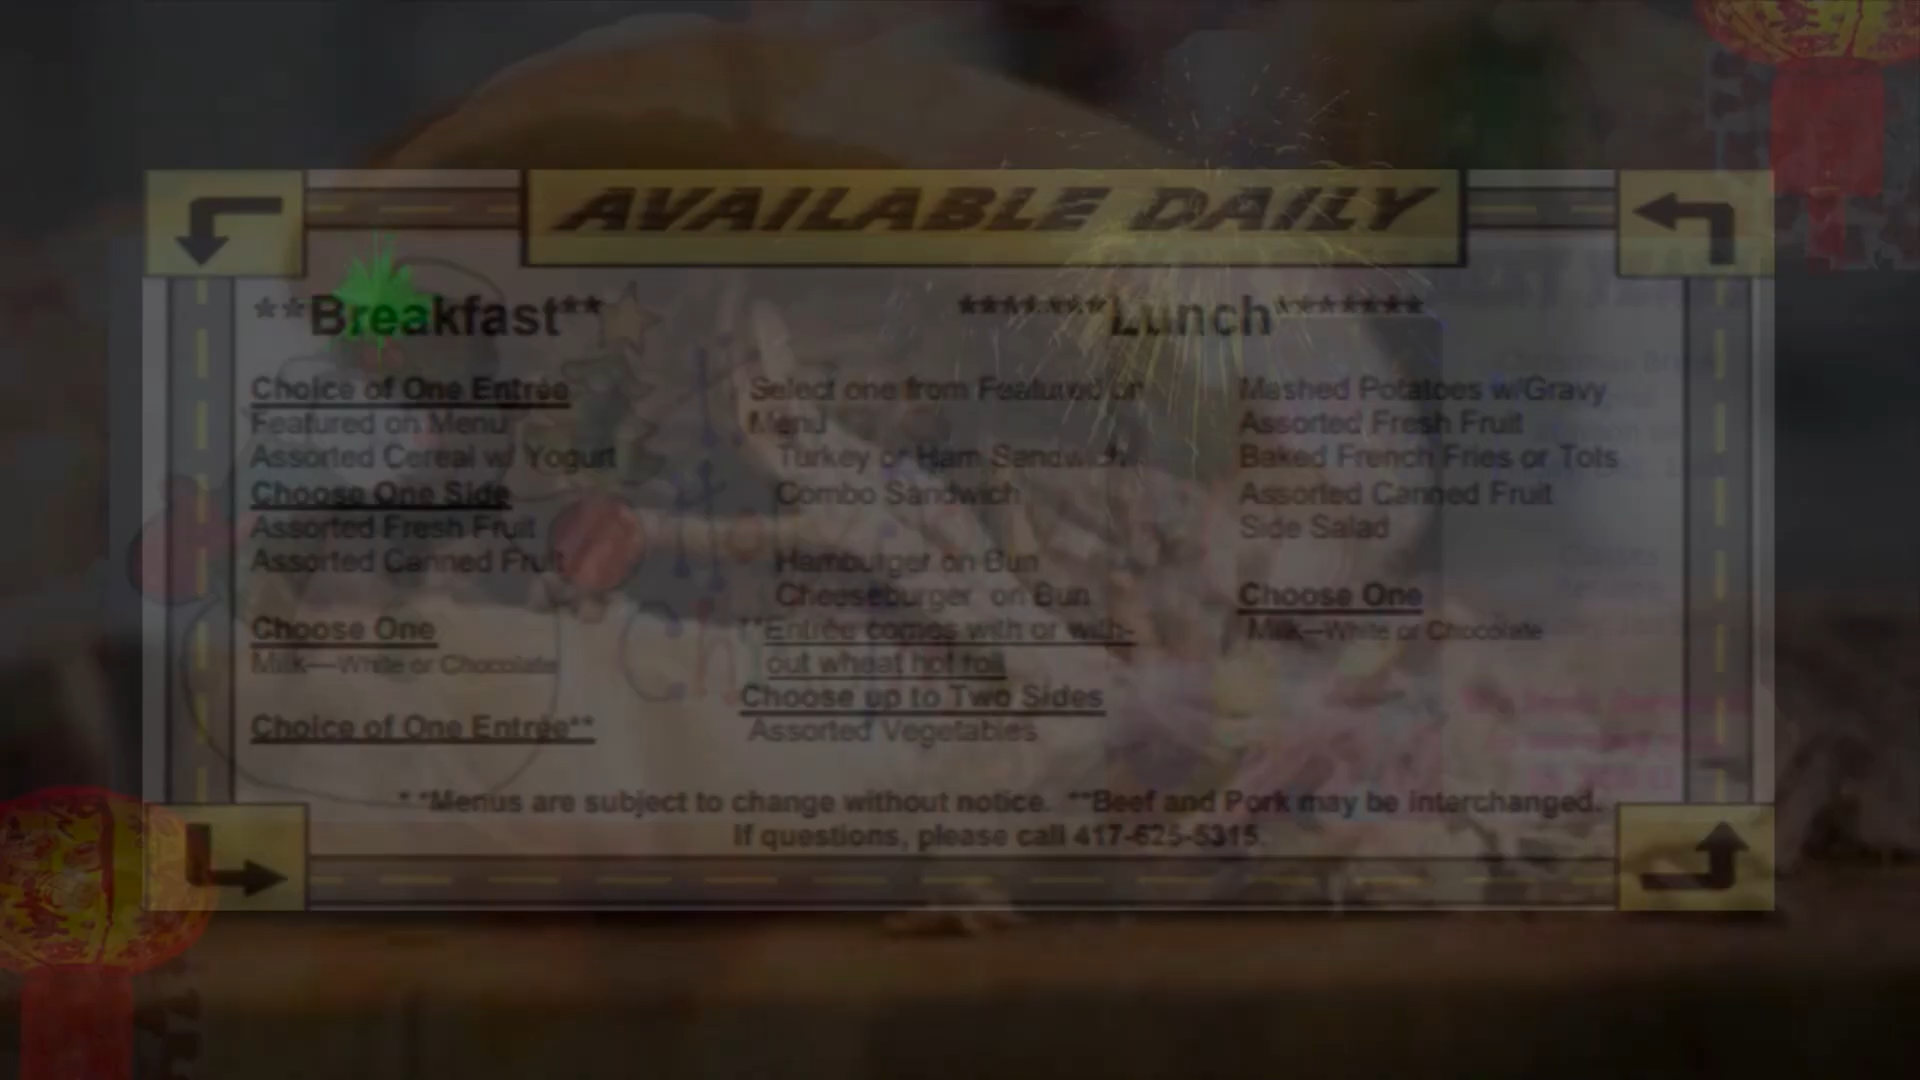 AVAILABLE DAILY
**Breakfast**
Choice of One Entrée
Featured on Menu
Assorted Cereal w/ Yogurt
Choose One Side
Assorted Fresh Fruit
Assorted Canned Fruit
Choose One
Milk—White or Chocolate
Choice of One Entrée**
*******Lunch*******
Select one from Featured on
Menu
Turkey or Ham Sandwich
Combo Sandwich
Hamburger on Bun
Cheeseburger on Bun
**Entrée comes with or with-
out wheat hot roll
Choose up to Two Sides
Assorted Vegetables
Mashed Potatoes w/Gravy
Assorted Fresh Fruit
Baked French Fries or Tots
Assorted Canned Fruit
Side Salad
Choose One
Milk—White or Chocolate
* *Menus are subject to change without notice. **Beef and Pork may be interchanged.
If questions, please call 417-625-5315.